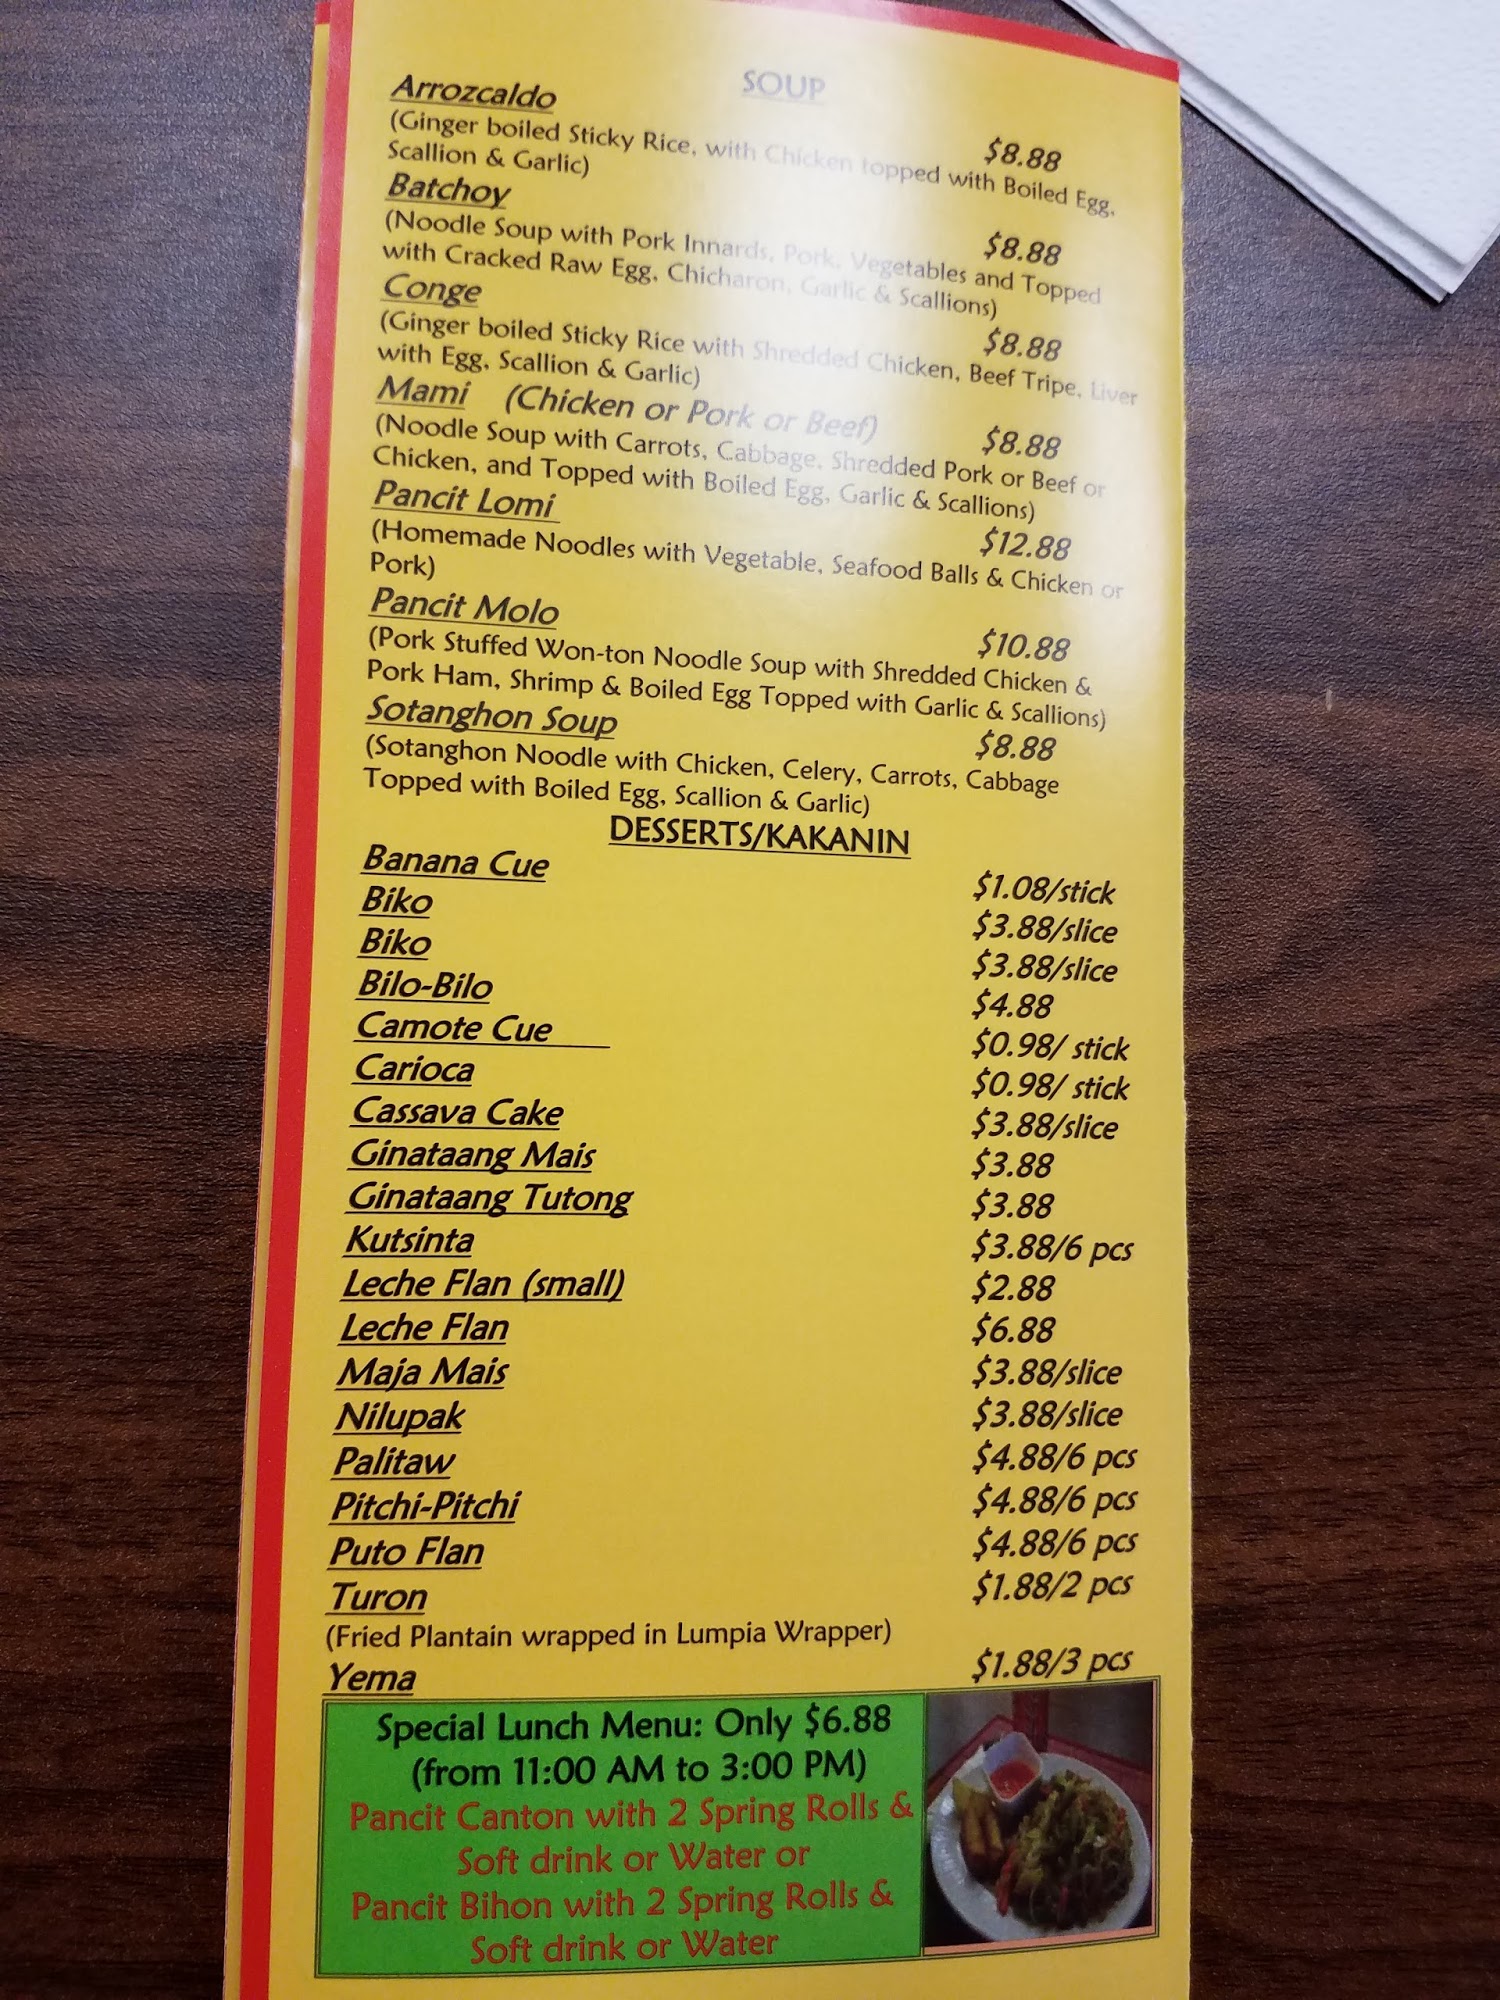 SOUP
Arrozcaldo $8.88
(Ginger boiled Sticky Rice, with Chicken topped with Boiled Egg,
Scallion & Garlic)
Batchoy $8.88
(Noodle Soup with Pork Innards, Pork, Vegetables and Topped
with Cracked Raw Egg, Chicharon, Garlic & Scallions)
Conge $8.88
(Ginger boiled Sticky Rice with Shredded Chicken, Beef Tripe, Liver
with Egg, Scallion & Garlic)
Mami (Chicken or Pork or Beef) $8.88
(Noodle Soup with Carrots, Cabbage, Shredded Pork or Beef or
Chicken, and Topped with Boiled Egg, Garlic & Scallions)
Pancit Lomi $12.88
(Homemade Noodles with Vegetable, Seafood Balls & Chicken or
Pork)
Pancit Molo $10.88
(Pork Stuffed Won-ton Noodle Soup with Shredded Chicken &
Pork Ham, Shrimp & Boiled Egg Topped with Garlic & Scallions)
Sotanghon Soup $8.88
(Sotanghon Noodle with Chicken, Celery, Carrots, Cabbage
Topped with Boiled Egg, Scallion & Garlic)
DESSERTS/KAKANIN
Banana Cue $1.08/stick
Biko $3.88/slice
Biko $3.88/slice
Bilo-Bilo $4.88
Camote Cue $0.98/ stick
Carioca $0.98/ stick
Cassava Cake $3.88/slice
Ginataang Mais $3.88
Ginataang Tutong $3.88
Kutsinta $3.88/6 pcs
Leche Flan (small) $2.88
Leche Flan $6.88
Maja Mais $3.88/slice
Nilupak $3.88/slice
Palitaw $4.88/6 pcs
Pitchi-Pitchi $4.88/6 pcs
Puto Flan $4.88/6 pcs
Turon $1.88/2 pcs
(Fried Plantain wrapped in Lumpia Wrapper)
Yema $1.88/3 pcs
Special Lunch Menu: Only $6.88
(from 11:00 AM to 3:00 PM)
Pancit Canton with 2 Spring Rolls &
Soft drink or Water or
Pancit Bihon with 2 Spring Rolls &
Soft drink or Water